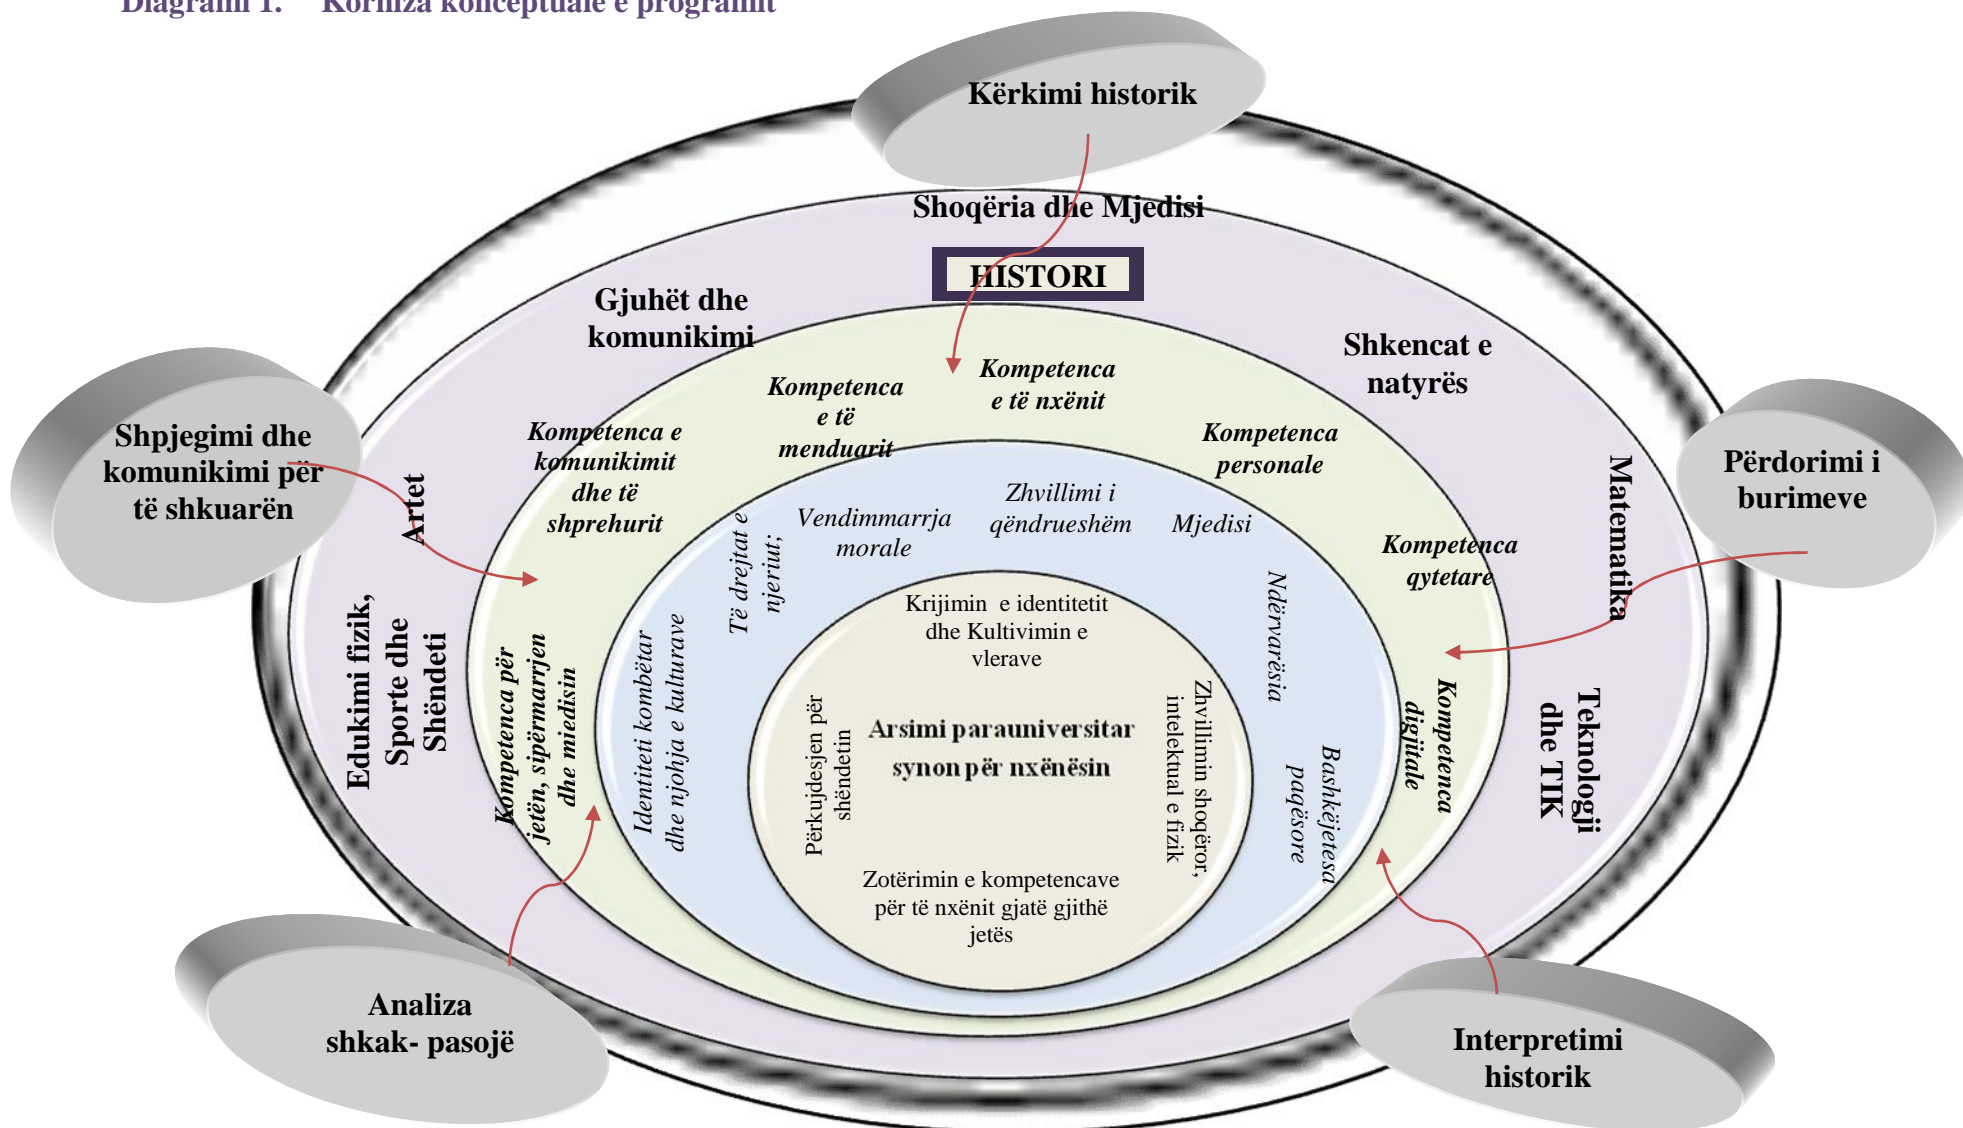 Diagrami 1. Korniza konceptuale e programit
Kërkimi historik
Shoqëria dhe Mjedisi
HISTORI
Gjuhët dhe
komunikimi
Shkencat e
natyrës
Shpjegimi dhe
komunikimi për
të shkuarën
Përdorimi i
burimeve
Artet
Matematika
Edukimi fizik,
Sporte dhe
Shëndeti
Teknologji
dhe TIK
Kompetenca e
komunikimit
dhe të
shprehurit
Kompetenca
e të
menduarit
Kompetenca
e të nxënit
Kompetenca
personale
Kompetenca
qytetare
Kompetenca për
jetën, sipërmarrjen
dhe mjedisin
Kompetenca
digjitale
Të drejtat e
njeriut;
Vendimmarrja
morale
Zhvillimi i
qëndrueshëm
Mjedisi
Ndërvarësia
Identiteti kombëtar
dhe njohja e kulturave
Bashkëjetesa
paqësore
Krijimin e identitetit
dhe Kultivimin e
vlerave
Përkujdesjen për
shëndetin
Arsimi parauniversitar
synon për nxënësin
Zhvillimin shoqëror,
intelektual e fizik
Zotërimin e kompetencave
për të nxënit gjatë gjithë
jetës
Analiza
shkak- pasojë
Interpretimi
historik